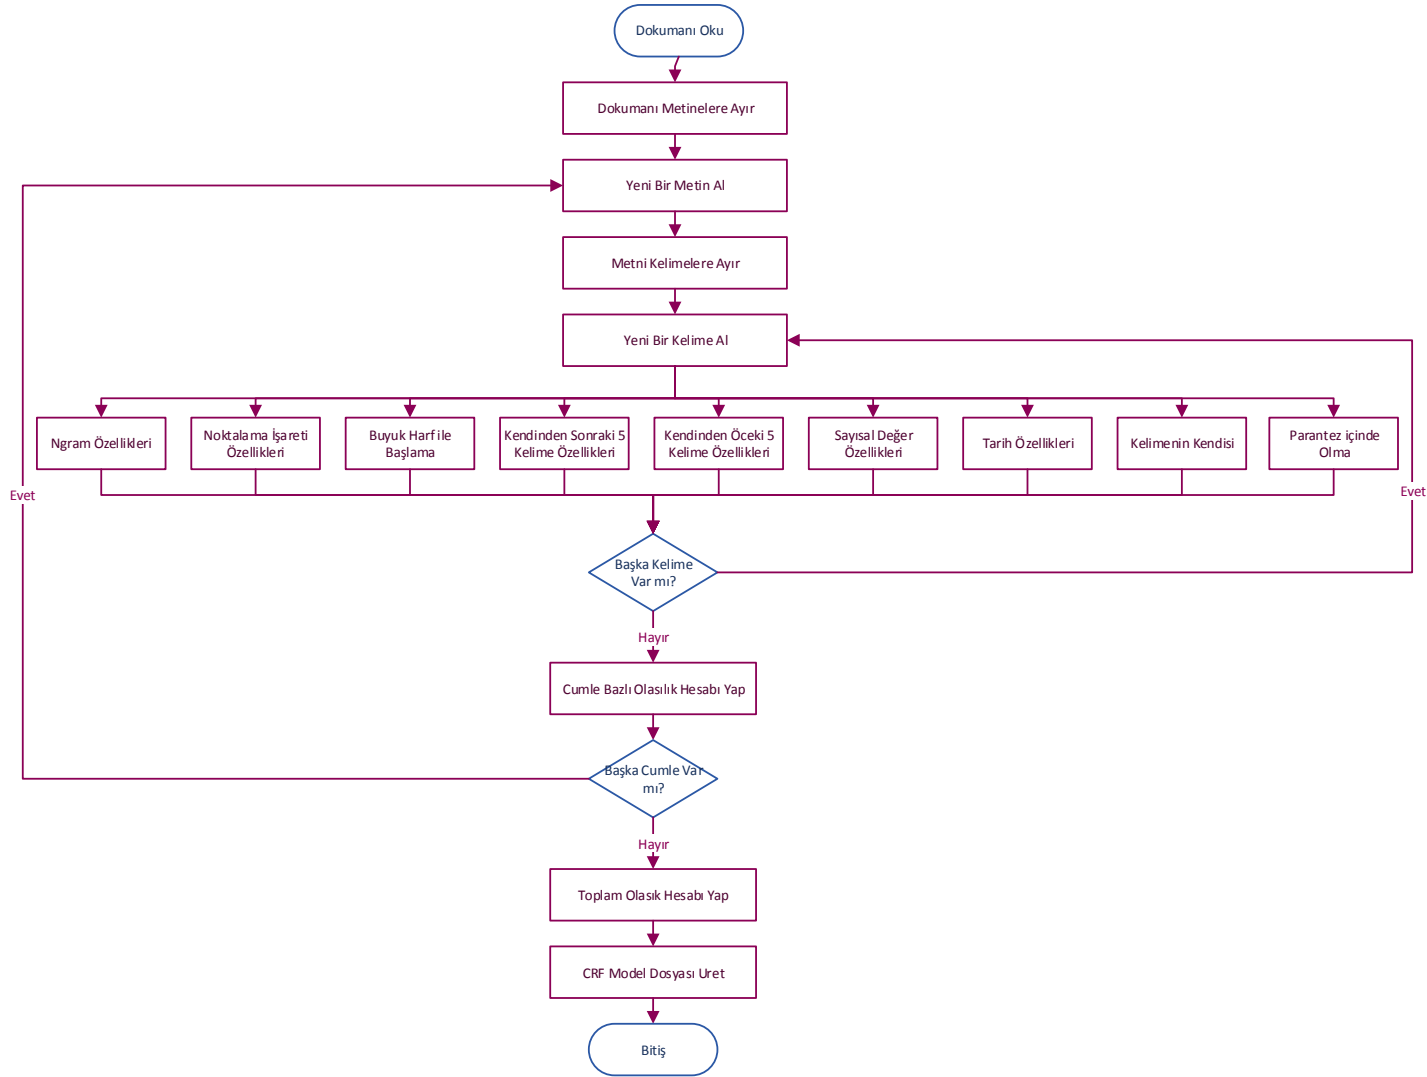 Dokumanı Oku
Dokumanı Metinelere Ayır
Yeni Bir Metin Al
Metni Kelimelere Ayır
Yeni Bir Kelime Al
Ngram Özellikleri
Noktalama İşareti
Özellikleri
Buyuk Harf ile
Başlama
Kendinden Sonraki 5
Kelime Özellikleri
Kendinden Öceki 5
Kelime Özellikleri
Sayısal Değer
Özellikleri
Tarih Özellikleri
Kelimenin Kendisi
Parantez içinde
Olma
Evet
Evet
Başka Kelime
Var mı?
Hayır
Cumle Bazlı Olasılık Hesabı Yap
Başka Cumle Var
mı?
Hayır
Toplam Olasık Hesabı Yap
CRF Model Dosyası Uret
Bitiş